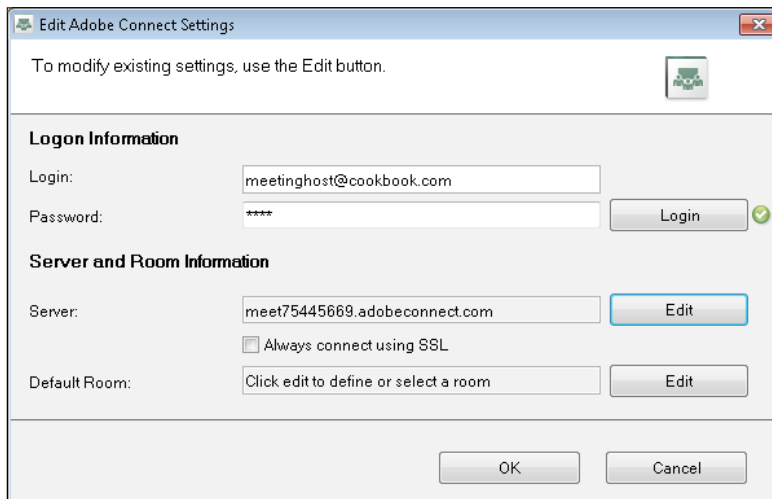 Edit Adobe Connect Settings
To modify existing settings, use the Edit button.
Logon Information
Login: meetinghost@cookbook.com
Password: **** Login
Server and Room Information
Server: meet75445669.adobeconnect.com Edit
Always connect using SSL
Default Room: Click edit to define or select a room Edit
OK Cancel